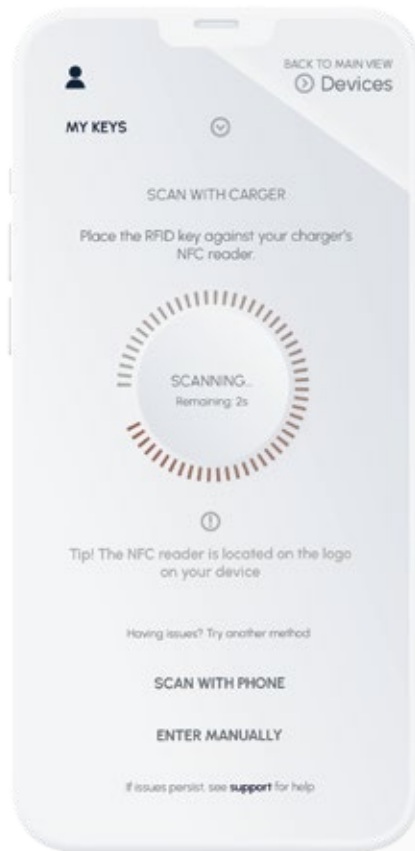 BACK TO MAIN VIEW
Devices
MY KEYS
SCAN WITH CARGER
Place the RFID key against your charger's
NFC reader.
SCANNING...
Remaining: 2s
Tip! The NFC reader is located on the logo
on your device
Having issues? Try another method
SCAN WITH PHONE
ENTER MANUALLY
If issues persist, see support for help